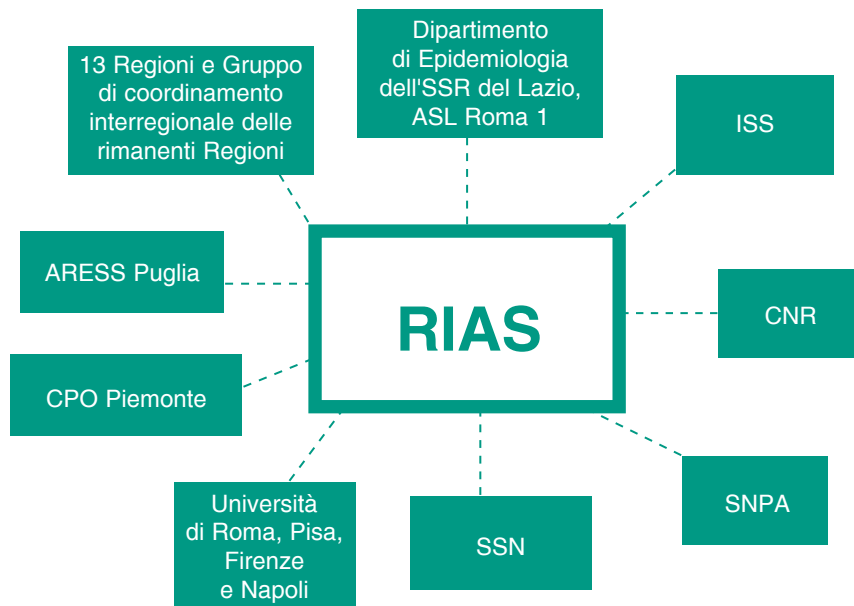 13 Regioni e Gruppo
di coordinamento
interregionale delle
rimanenti Regioni
Dipartimento
di Epidemiologia
dell'SSR del Lazio,
ASL Roma 1
ISS
ARESS Puglia
RIAS
CNR
CPO Piemonte
Università
di Roma, Pisa,
Firenze
e Napoli
SSN
SNPA